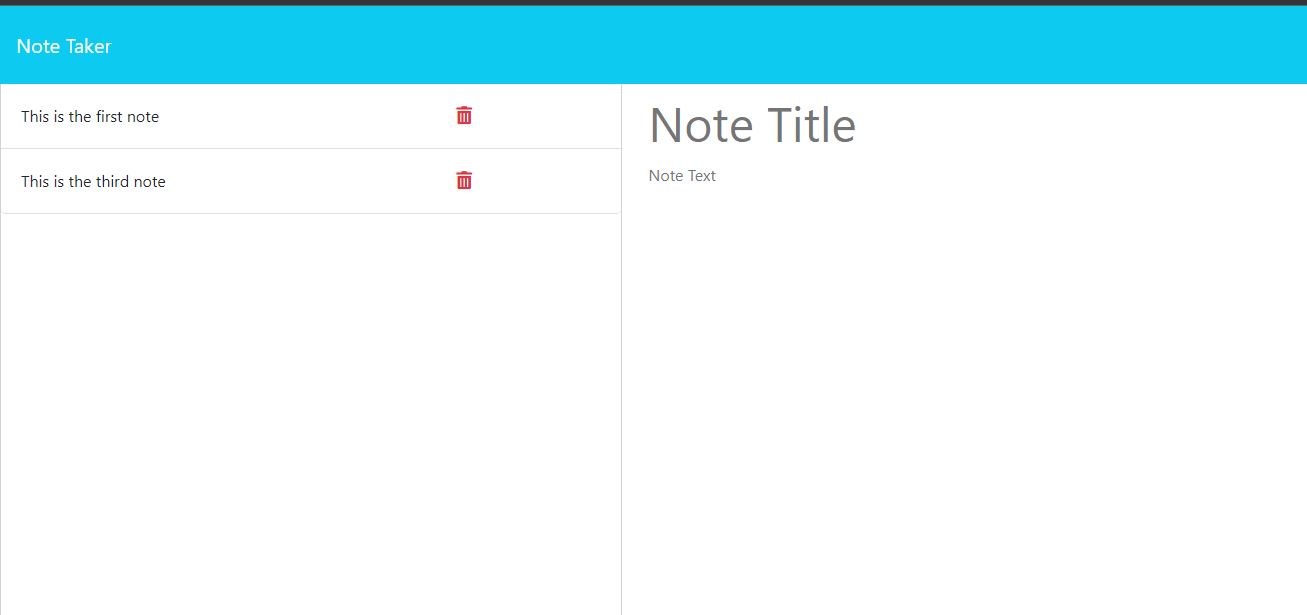 Note Taker
This is the first note
This is the third note
Note Title
Note Text